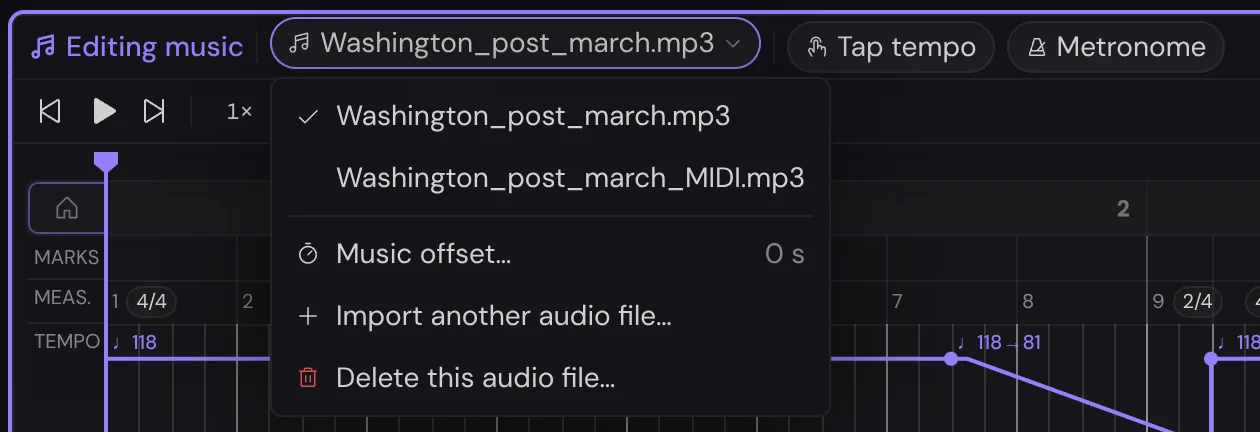 Editing music
Washington_post_march.mp3
Tap tempo
Metronome
1×
Washington_post_march.mp3
Washington_post_march_MIDI.mp3
Music offset... 0 s
Import another audio file...
Delete this audio file...
2
MARKS
MEAS. 1 4/4 2 7 8 9 2/4 4
TEMPO ♩ 118 ♩ 118→81 ♩ 118